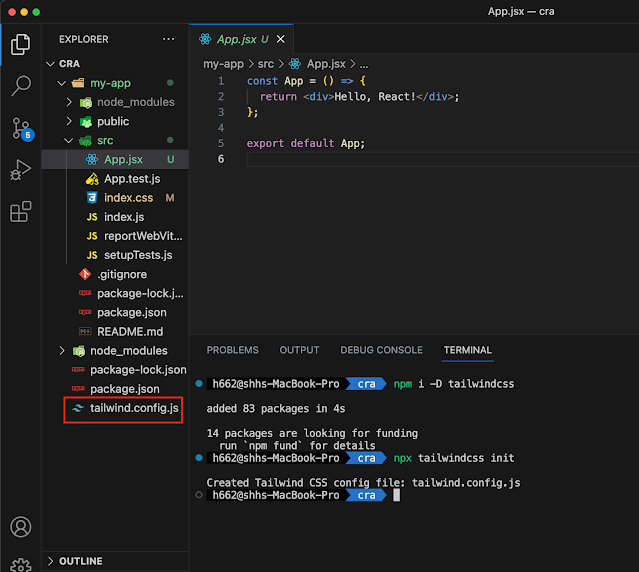 App.jsx — cra
EXPLORER ...
App.jsx U
CRA
my-app > src > App.jsx > ...
my-app
node_modules
public
src
App.jsx U
App.test.js
index.css M
index.js
reportWebVit...
setupTests.js
.gitignore
package-lock.j...
package.json
README.md
node_modules
package-lock.json
package.json
tailwind.config.js
OUTLINE
5
1 const App = () => {
2 return <div>Hello, React!</div>;
3 };
4
5 export default App;
6
PROBLEMS OUTPUT DEBUG CONSOLE TERMINAL
h662@shhs-MacBook-Pro cra npm i -D tailwindcss
added 83 packages in 4s
14 packages are looking for funding
run `npm fund` for details
h662@shhs-MacBook-Pro cra npx tailwindcss init
Created Tailwind CSS config file: tailwind.config.js
h662@shhs-MacBook-Pro cra